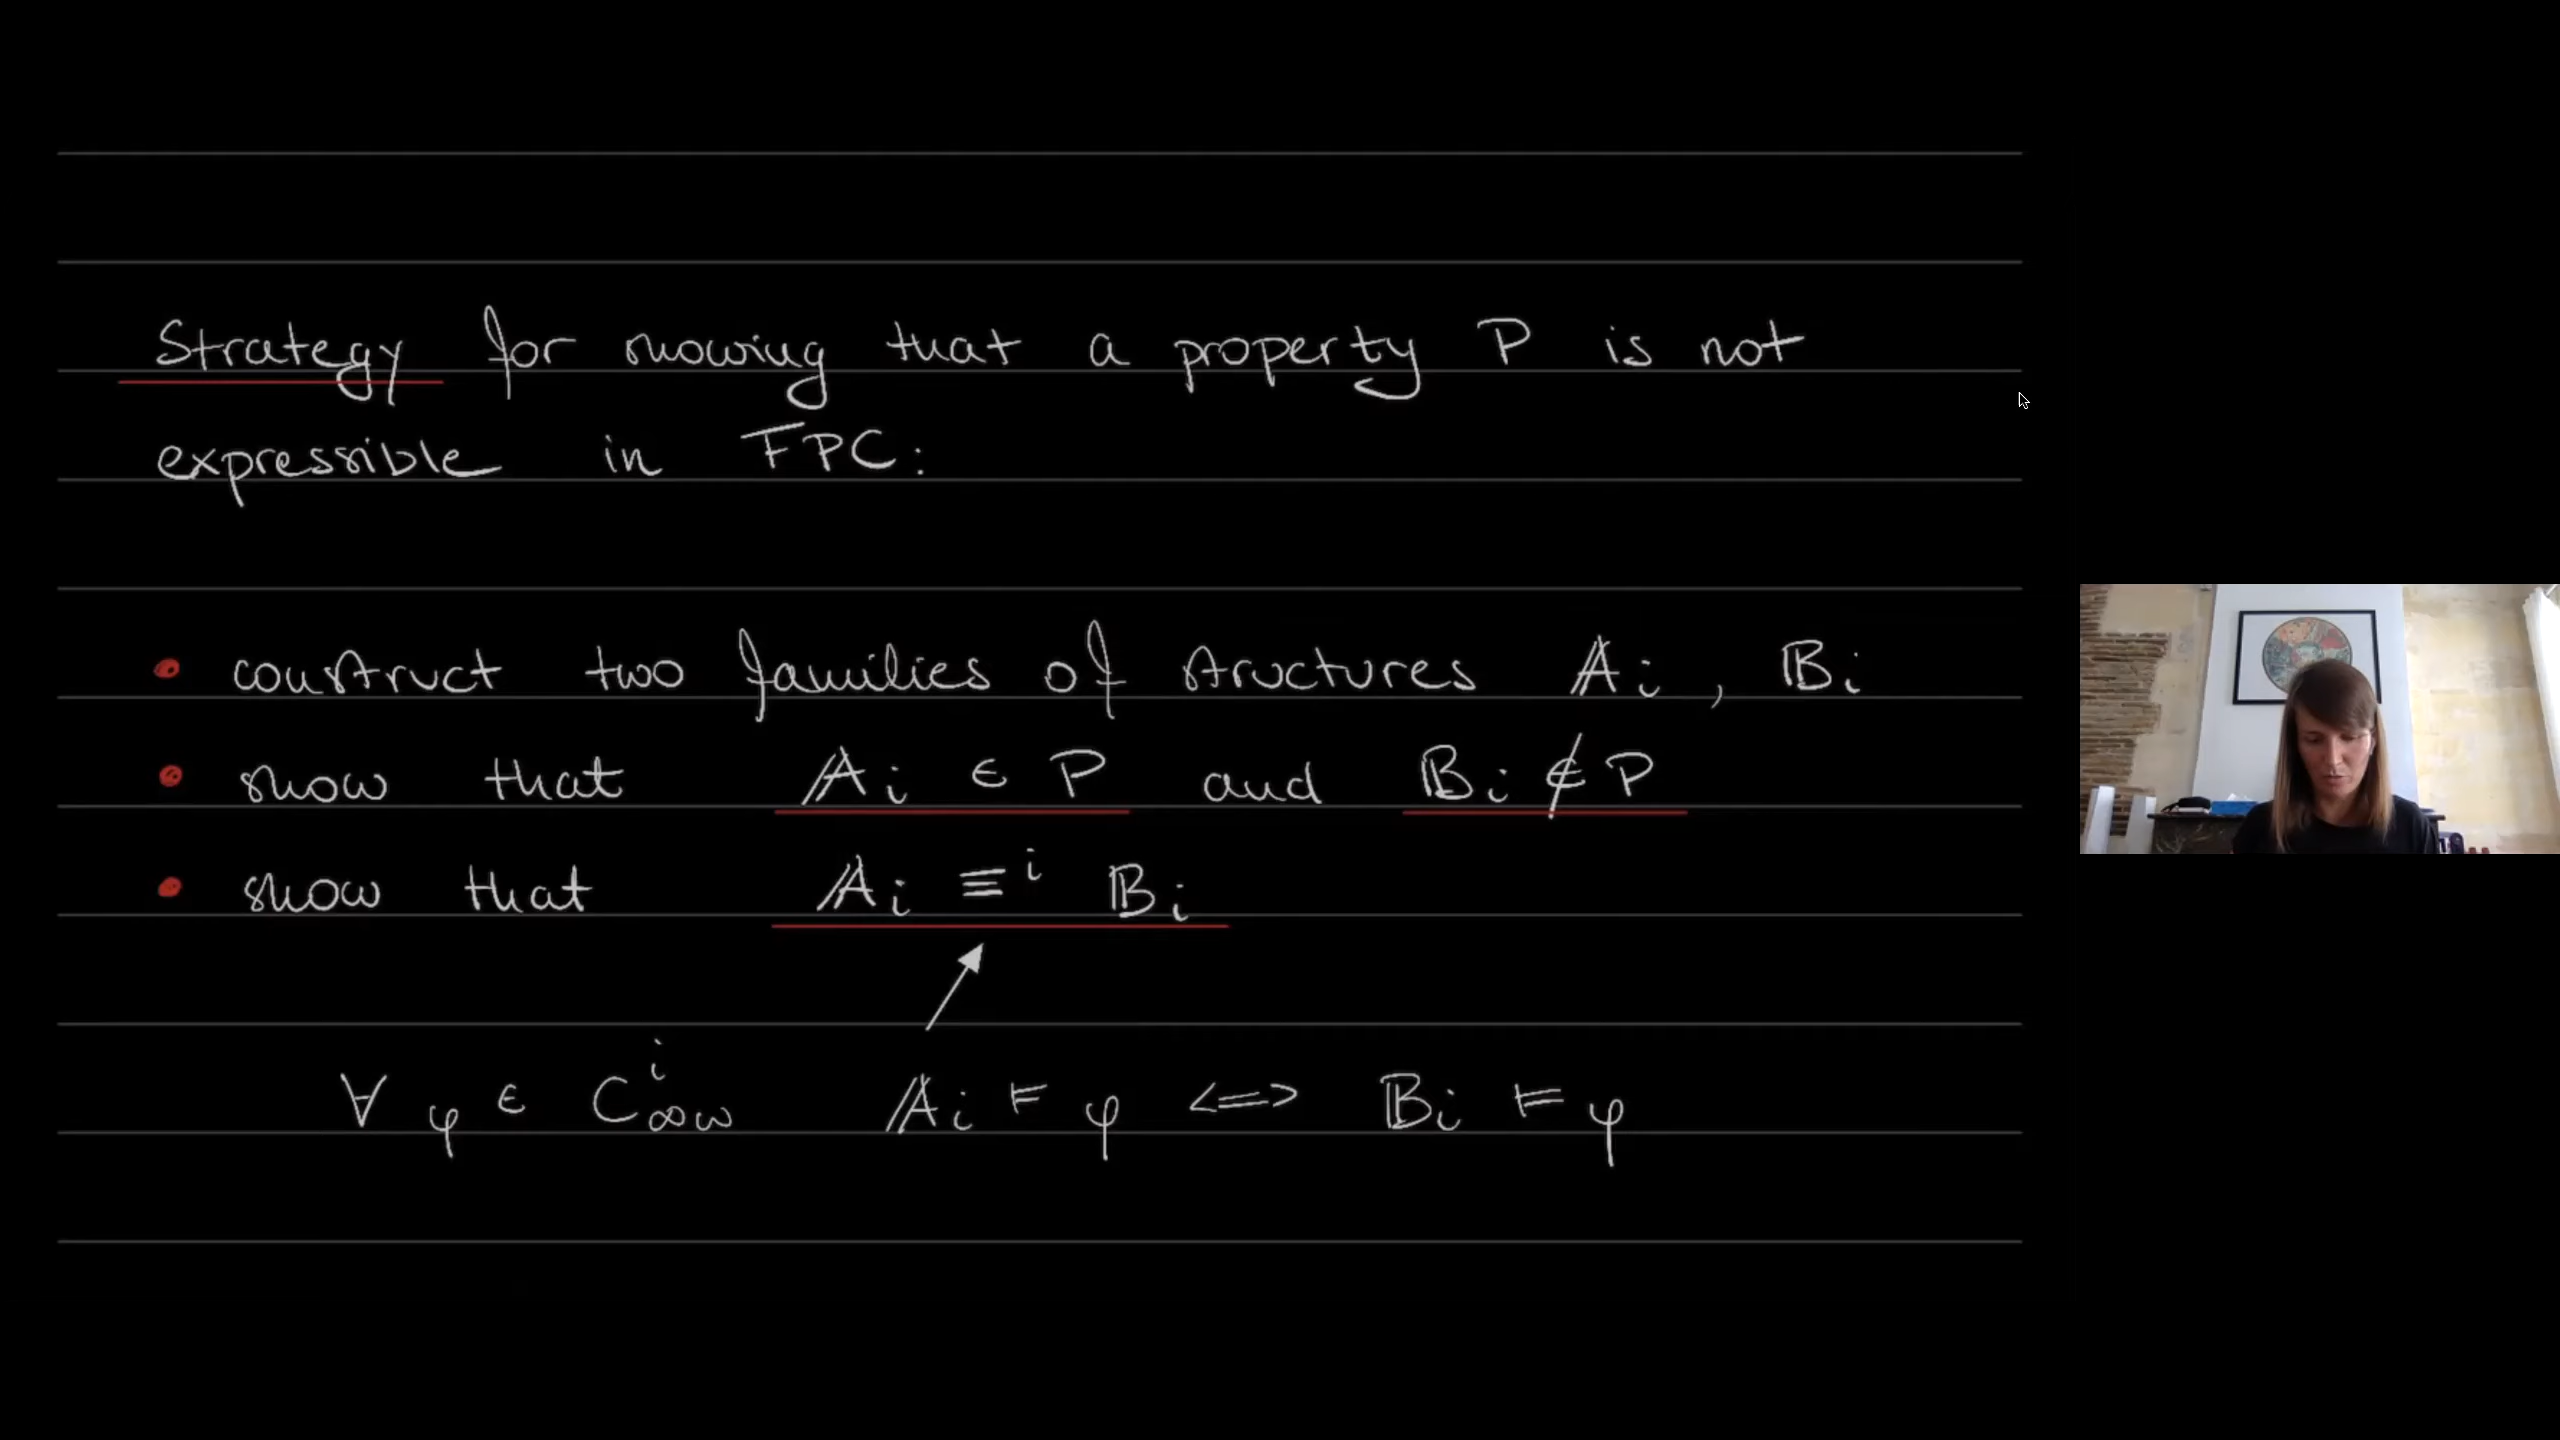 Strategy for showing that a property P is not
expressible in FPC:
• construct two families of structures 𝔸i , 𝔹i
• show that 𝔸i ∈ P and 𝔹i ∉ P
• show that 𝔸i ≡^i 𝔹i
∀ φ ∈ C^i_∞ω 𝔸i ⊨ φ <=> 𝔹i ⊨ φ